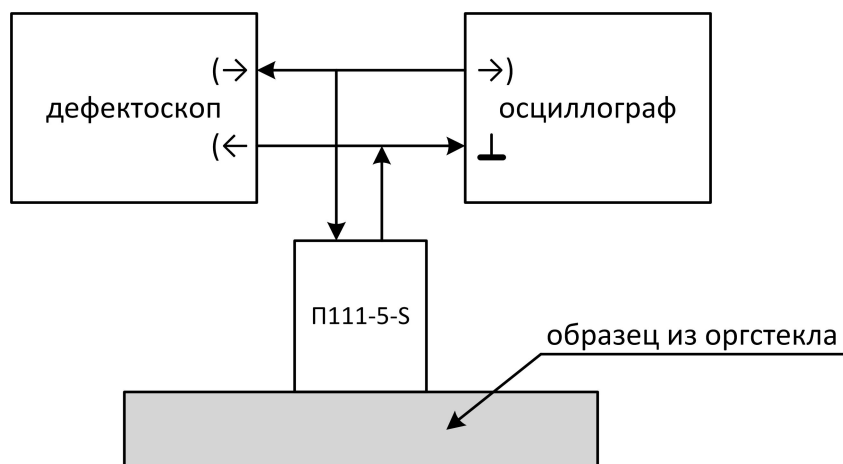 дефектоскоп
осциллограф
П111-5-S
образец из оргстекла